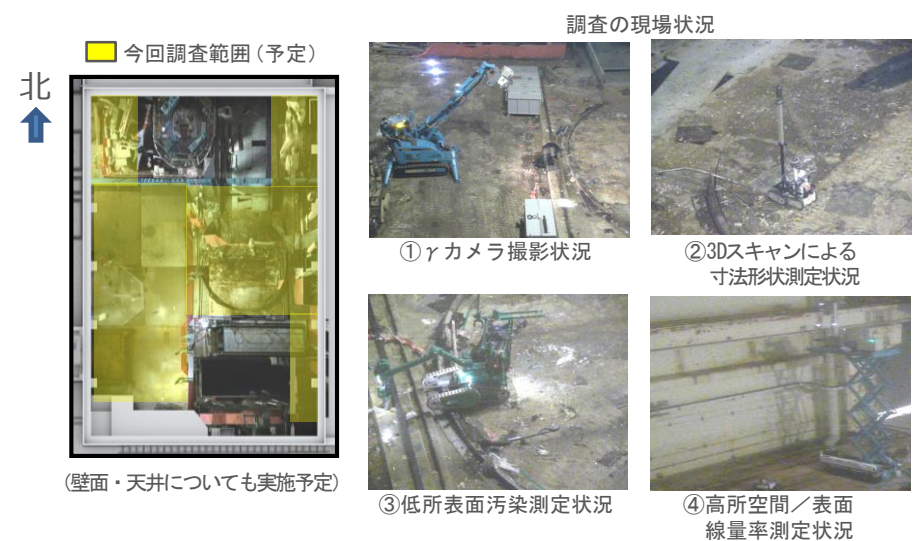 調査の現場状況
今回調査範囲(予定)
北
①γカメラ撮影状況
②3Dスキャンによる
寸法形状測定状況
(壁面・天井についても実施予定)
③低所表面汚染測定状況
④高所空間／表面
線量率測定状況